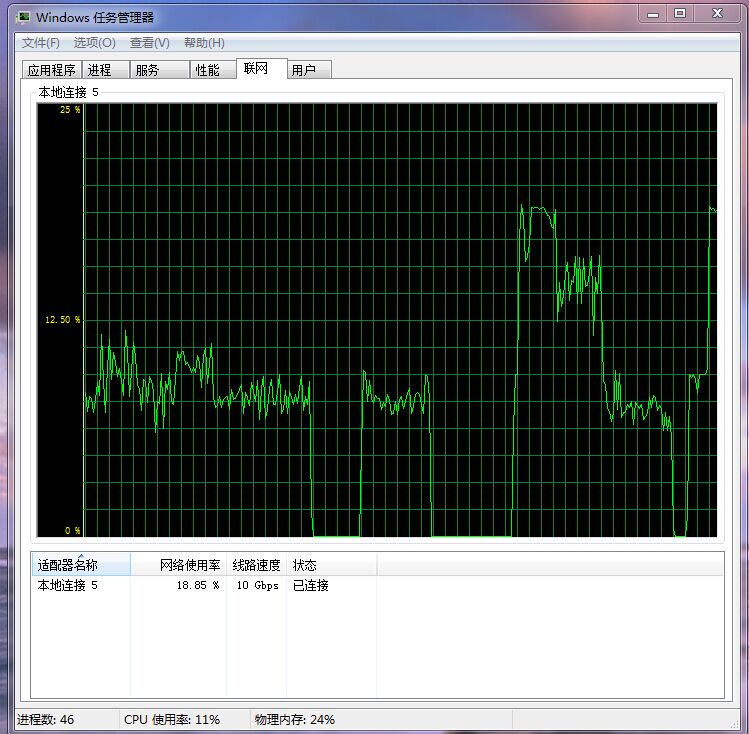 Windows 任务管理器
文件(F) 选项(O) 查看(V) 帮助(H)
应用程序 进程 服务 性能 联网 用户
本地连接 5
25 %
12.50 %
0 %
适配器名称 网络使用率 线路速度 状态
本地连接 5 18.85 % 10 Gbps 已连接
进程数: 46 CPU 使用率: 11% 物理内存: 24%